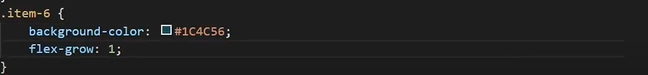 }
.item-6 {
    background-color: #1C4C56;
    flex-grow: 1;
}